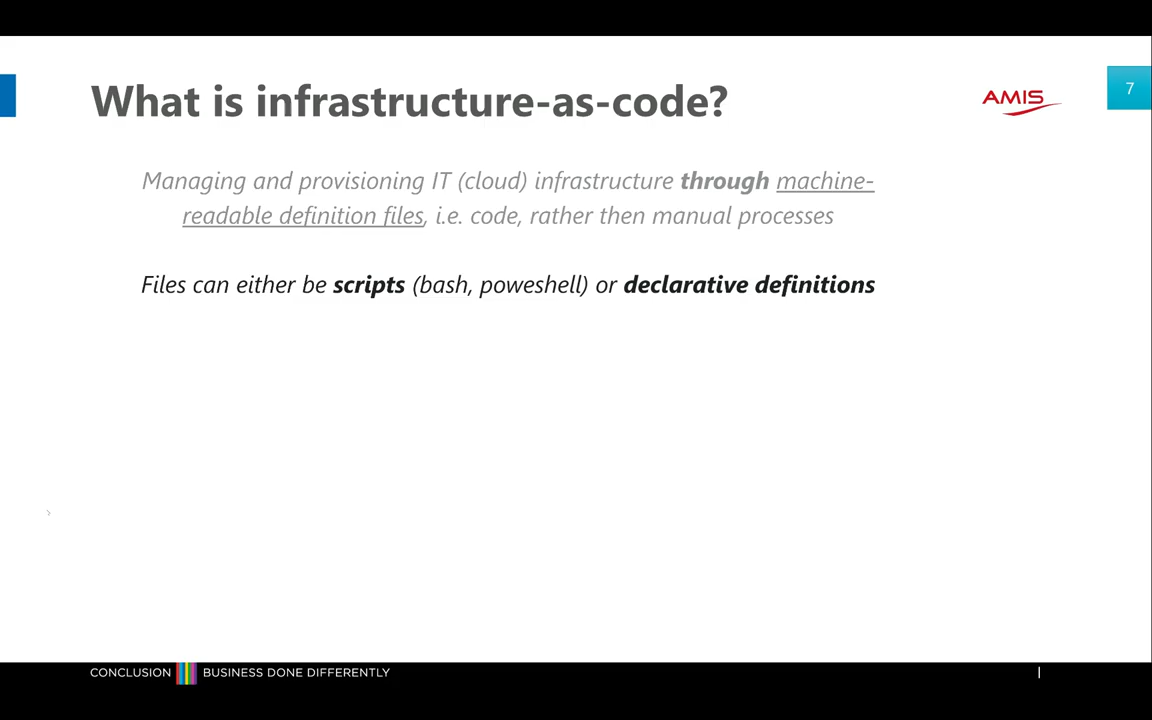 What is infrastructure-as-code?
AMIS
7
Managing and provisioning IT (cloud) infrastructure through machine-
readable definition files, i.e. code, rather then manual processes
Files can either be scripts (bash, poweshell) or declarative definitions
›
CONCLUSION BUSINESS DONE DIFFERENTLY
|